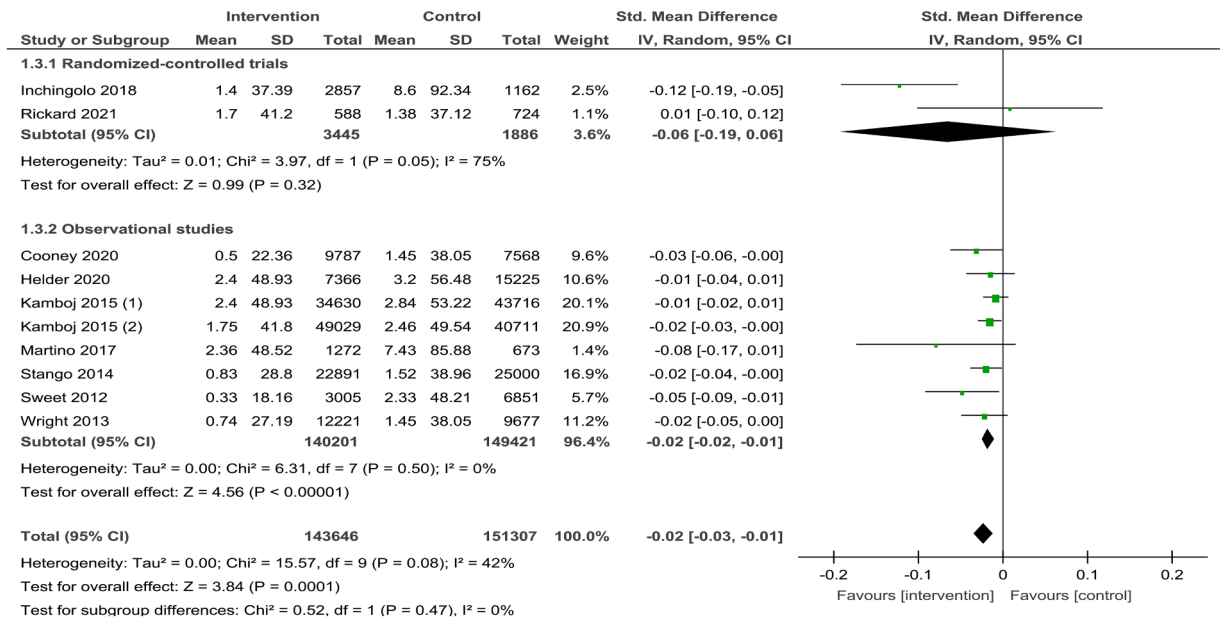 Intervention Control Std. Mean Difference Std. Mean Difference
Study or Subgroup Mean SD Total Mean SD Total Weight IV, Random, 95% CI IV, Random, 95% CI
1.3.1 Randomized-controlled trials
Inchingolo 2018 1.4 37.39 2857 8.6 92.34 1162 2.5% -0.12 [-0.19, -0.05]
Rickard 2021 1.7 41.2 588 1.38 37.12 724 1.1% 0.01 [-0.10, 0.12]
Subtotal (95% CI) 3445 1886 3.6% -0.06 [-0.19, 0.06]
Heterogeneity: Tau² = 0.01; Chi² = 3.97, df = 1 (P = 0.05); I² = 75%
Test for overall effect: Z = 0.99 (P = 0.32)
1.3.2 Observational studies
Cooney 2020 0.5 22.36 9787 1.45 38.05 7568 9.6% -0.03 [-0.06, -0.00]
Helder 2020 2.4 48.93 7366 3.2 56.48 15225 10.6% -0.01 [-0.04, 0.01]
Kamboj 2015 (1) 2.4 48.93 34630 2.84 53.22 43716 20.1% -0.01 [-0.02, 0.01]
Kamboj 2015 (2) 1.75 41.8 49029 2.46 49.54 40711 20.9% -0.02 [-0.03, -0.00]
Martino 2017 2.36 48.52 1272 7.43 85.88 673 1.4% -0.08 [-0.17, 0.01]
Stango 2014 0.83 28.8 22891 1.52 38.96 25000 16.9% -0.02 [-0.04, -0.00]
Sweet 2012 0.33 18.16 3005 2.33 48.21 6851 5.7% -0.05 [-0.09, -0.01]
Wright 2013 0.74 27.19 12221 1.45 38.05 9677 11.2% -0.02 [-0.05, 0.00]
Subtotal (95% CI) 140201 149421 96.4% -0.02 [-0.02, -0.01]
Heterogeneity: Tau² = 0.00; Chi² = 6.31, df = 7 (P = 0.50); I² = 0%
Test for overall effect: Z = 4.56 (P < 0.00001)
Total (95% CI) 143646 151307 100.0% -0.02 [-0.03, -0.01]
Heterogeneity: Tau² = 0.00; Chi² = 15.57, df = 9 (P = 0.08); I² = 42%
Test for overall effect: Z = 3.84 (P = 0.0001)
Test for subgroup differences: Chi² = 0.52, df = 1 (P = 0.47), I² = 0%
-0.2 -0.1 0 0.1 0.2
Favours [intervention] Favours [control]